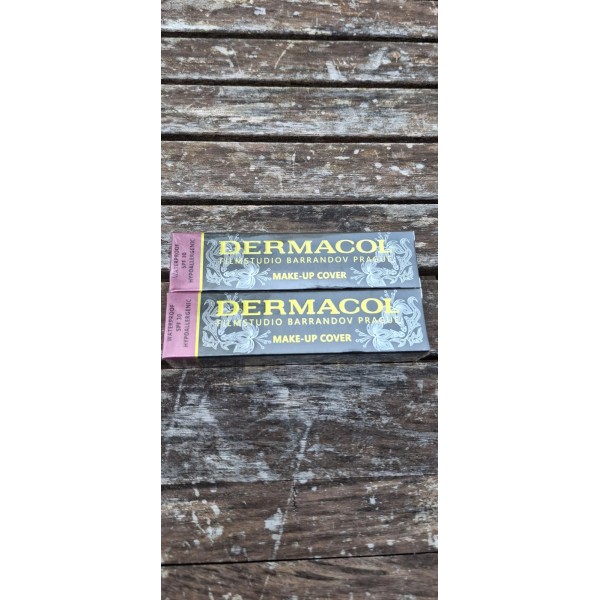 WATERPROOF
SPF 30
HYPOALLERGENIC
DERMACOL
FILMSTUDIO BARRANDOV PRAGUE
MAKE-UP COVER
WATERPROOF
SPF 30
HYPOALLERGENIC
DERMACOL
FILMSTUDIO BARRANDOV PRAGUE
MAKE-UP COVER